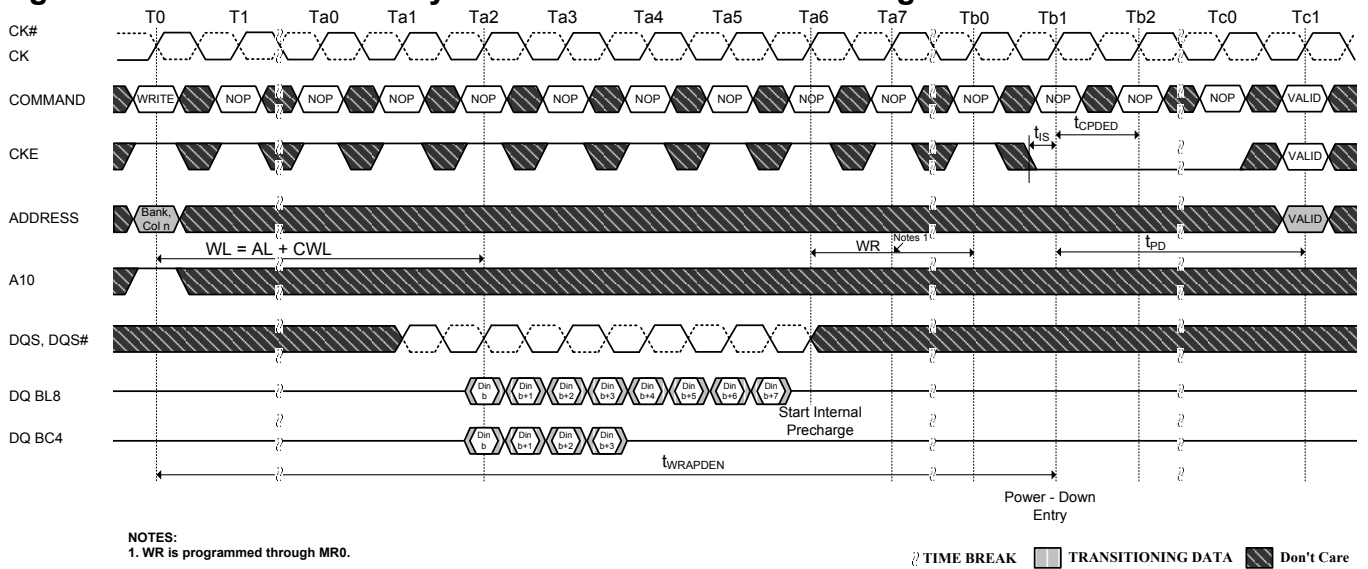 T0 T1 Ta0 Ta1 Ta2 Ta3 Ta4 Ta5 Ta6 Ta7 Tb0 Tb1 Tb2 Tc0 Tc1
CK#
CK
COMMAND WRITE NOP NOP NOP NOP NOP NOP NOP NOP NOP NOP NOP NOP NOP VALID
tIS tCPDED
CKE VALID
ADDRESS Bank, Col n VALID
WL = AL + CWL WR Notes 1 tPD
A10
DQS, DQS#
DQ BL8 Din b Din b+1 Din b+2 Din b+3 Din b+4 Din b+5 Din b+6 Din b+7
Start Internal
Precharge
DQ BC4 Din b Din b+1 Din b+2 Din b+3
tWRAPDEN
Power - Down
Entry
NOTES:
1. WR is programmed through MR0.
TIME BREAK TRANSITIONING DATA Don't Care